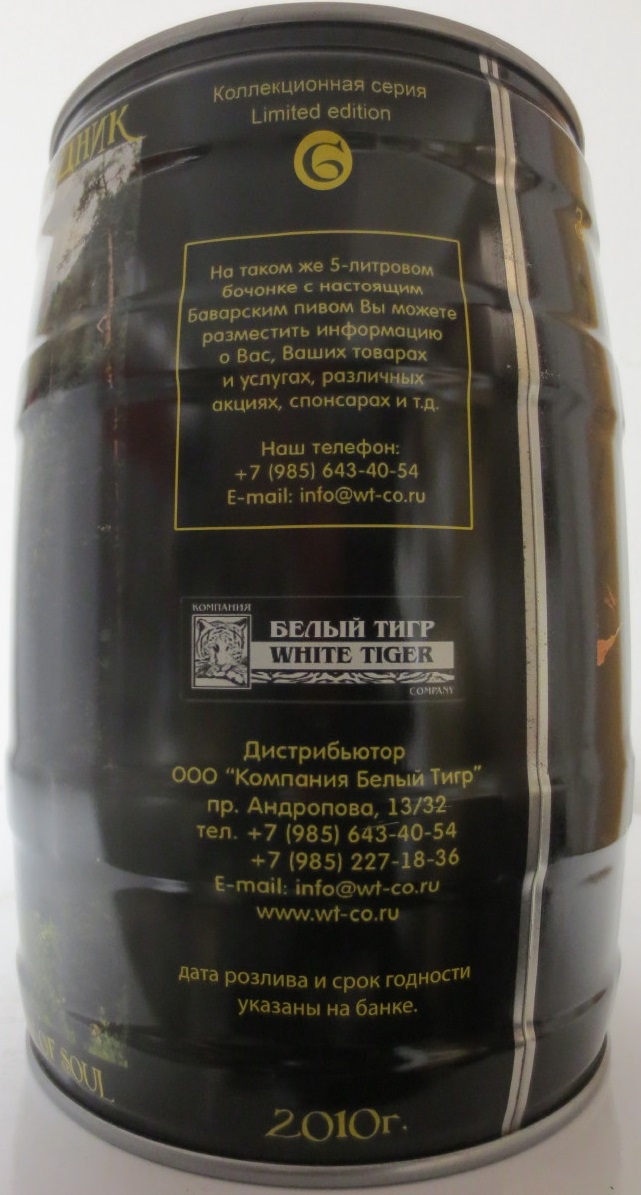 Коллекционная серия
Limited edition
6
На таком же 5-литровом
бочонке с настоящим
Баварским пивом Вы можете
разместить информацию
о Вас, Ваших товарах
и услугах, различных
акциях, спонсарах и т.д.
Наш телефон:
+7 (985) 643-40-54
E-mail: info@wt-co.ru
КОМПАНИЯ
БЕЛЫЙ ТИГР
WHITE TIGER
COMPANY
Дистрибьютор
ООО “Компания Белый Тигр”
пр. Андропова, 13/32
тел. +7 (985) 643-40-54
+7 (985) 227-18-36
E-mail: info@wt-co.ru
www.wt-co.ru
дата розлива и срок годности
указаны на банке.
OF SOUL
2010г.